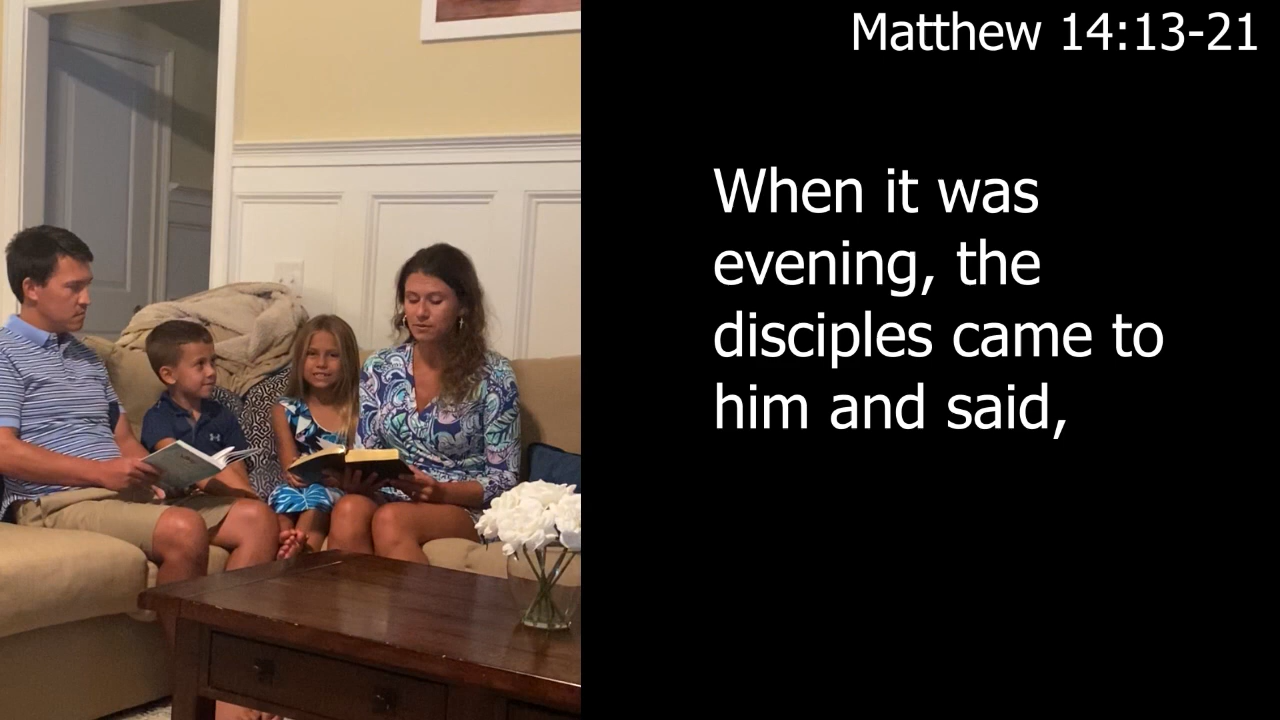 Matthew 14:13-21
When it was
evening, the
disciples came to
him and said,